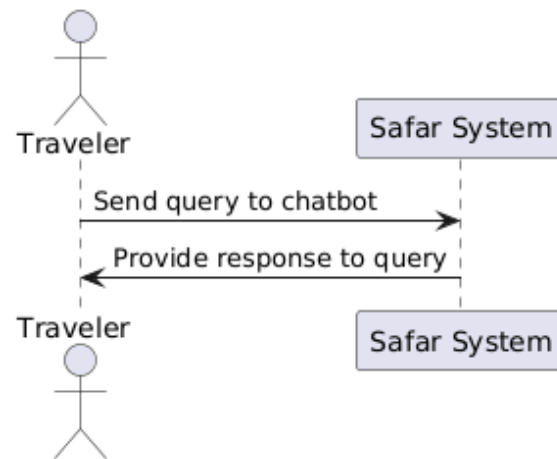 Traveler
Safar System
Send query to chatbot
Provide response to query
Traveler
Safar System